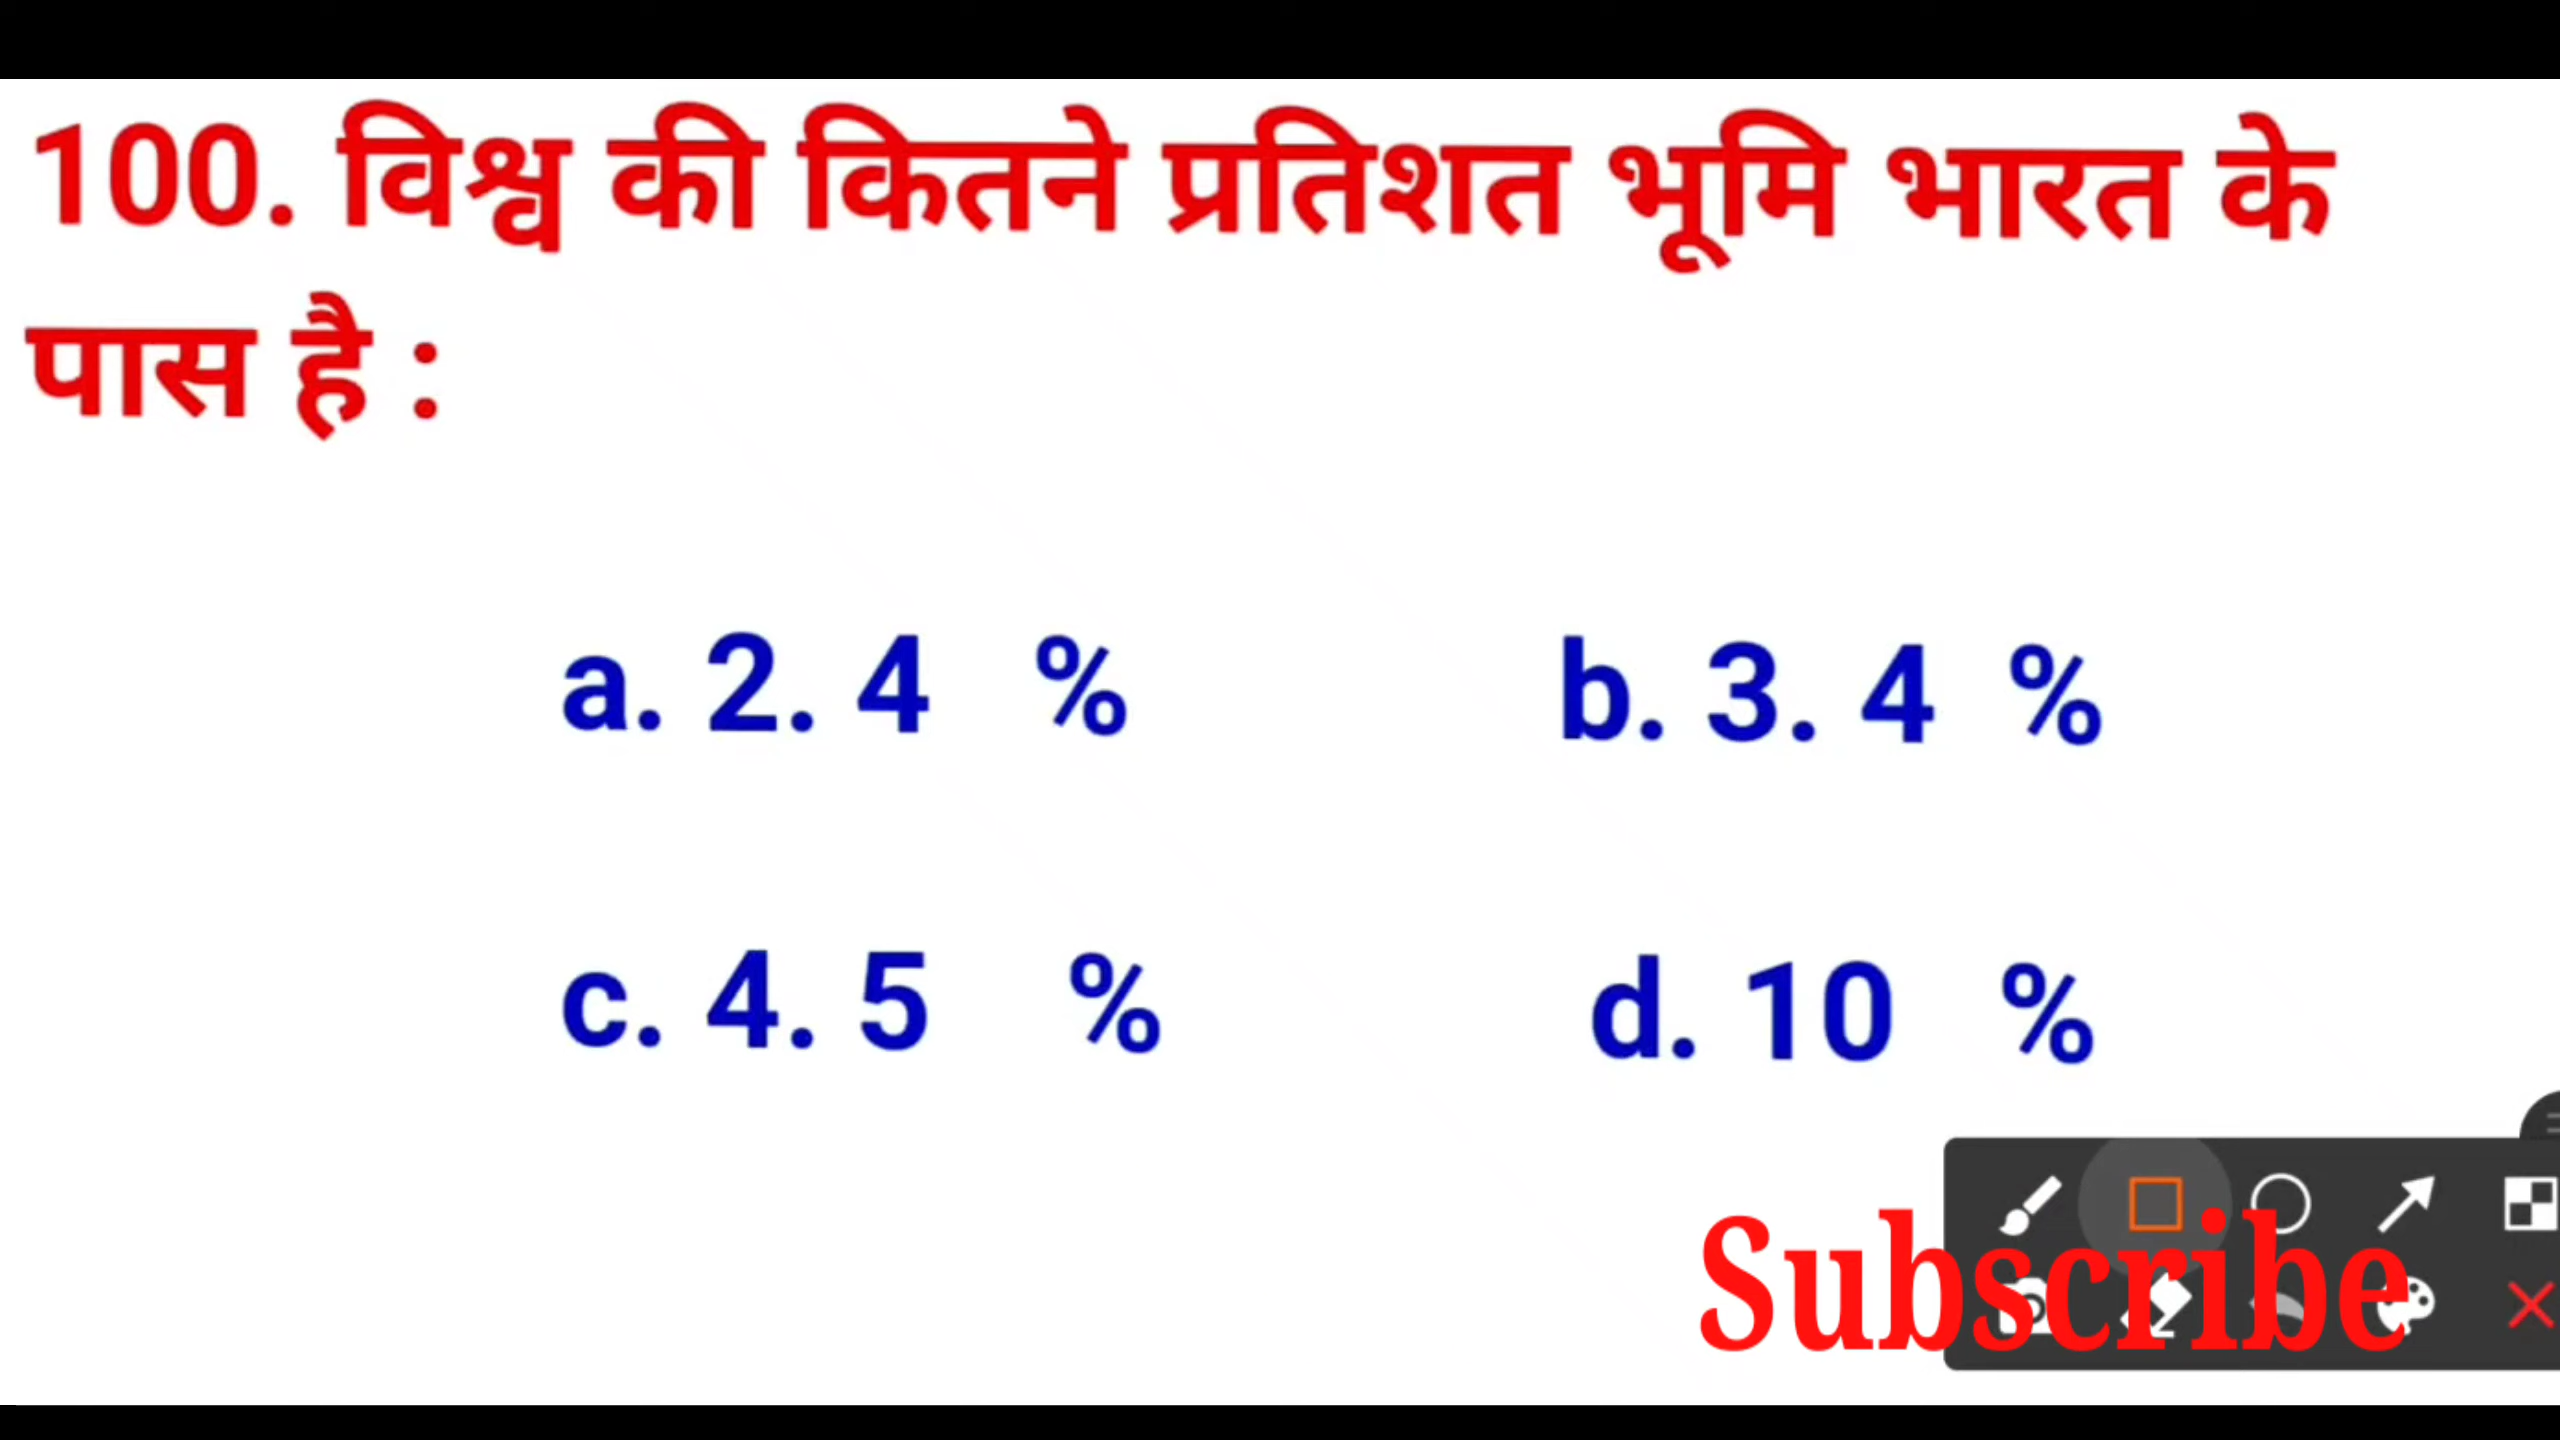 100. विश्व की कितने प्रतिशत भूमि भारत के
पास है :
a. 2. 4 %
b. 3. 4 %
c. 4. 5 %
d. 10 %
Subscribe